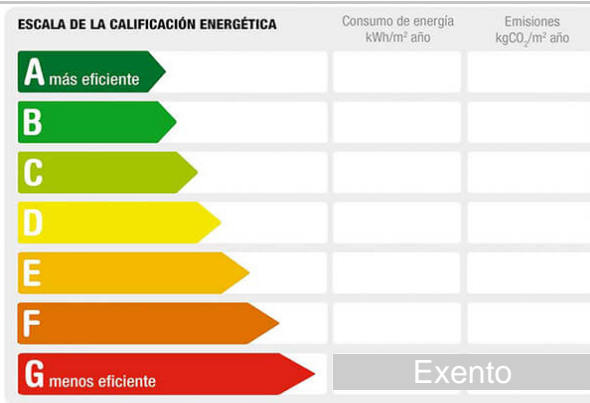 ESCALA DE LA CALIFICACIÓN ENERGÉTICA
Consumo de energía
kWh/m² año
Emisiones
kgCO₂/m² año
A más eficiente
B
C
D
E
F
G menos eficiente
Exento